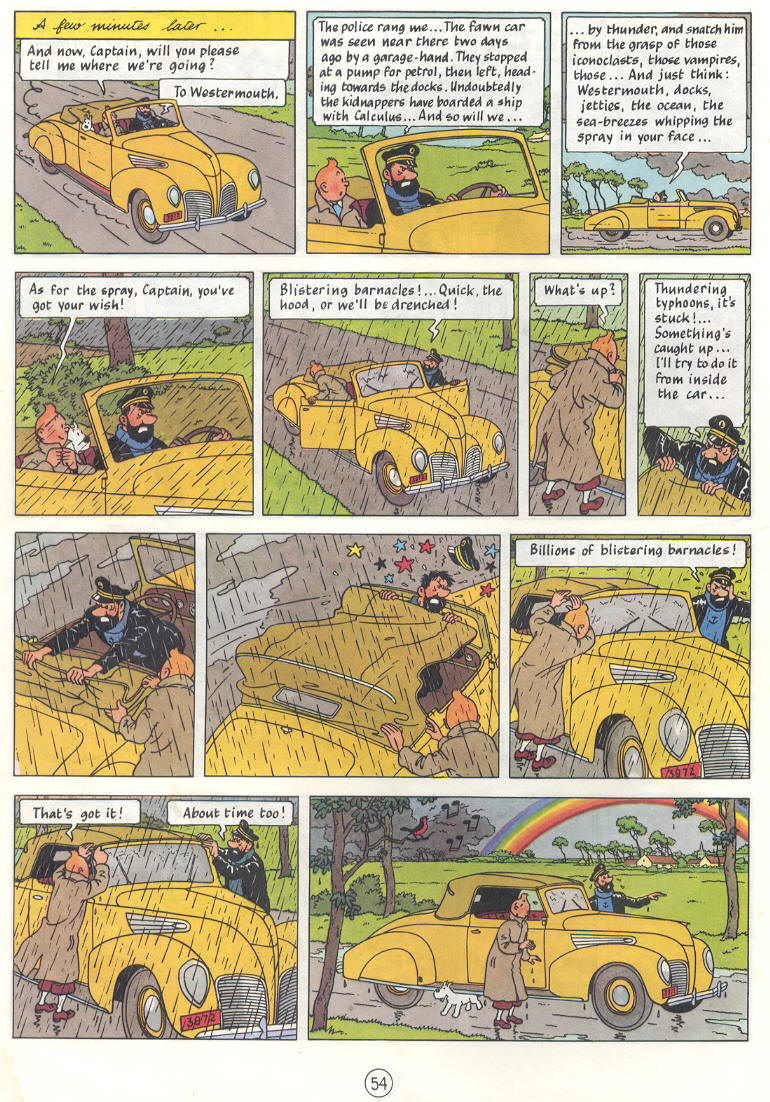 A few minutes later ...
And now, Captain, will you please
tell me where we're going?
To Westermouth.
The police rang me... The fawn car
was seen near there two days
ago by a garage-hand. They stopped
at a pump for petrol, then left, head-
ing towards the docks. Undoubtedly
the kidnappers have boarded a ship
with Calculus... And so will we...
... by thunder, and snatch him
from the grasp of those
iconoclasts, those vampires,
those ... And just think:
Westermouth, docks,
jetties, the ocean, the
sea-breezes whipping the
spray in your face ...
As for the spray, Captain, you've
got your wish!
Blistering barnacles!... Quick, the
hood, or we'll be drenched!
What's up?
Thundering
typhoons, it's
stuck!...
Something's
caught up...
I'll try to do it
from inside
the car...
Billions of blistering barnacles!
13872
That's got it!
About time too!
13872
54